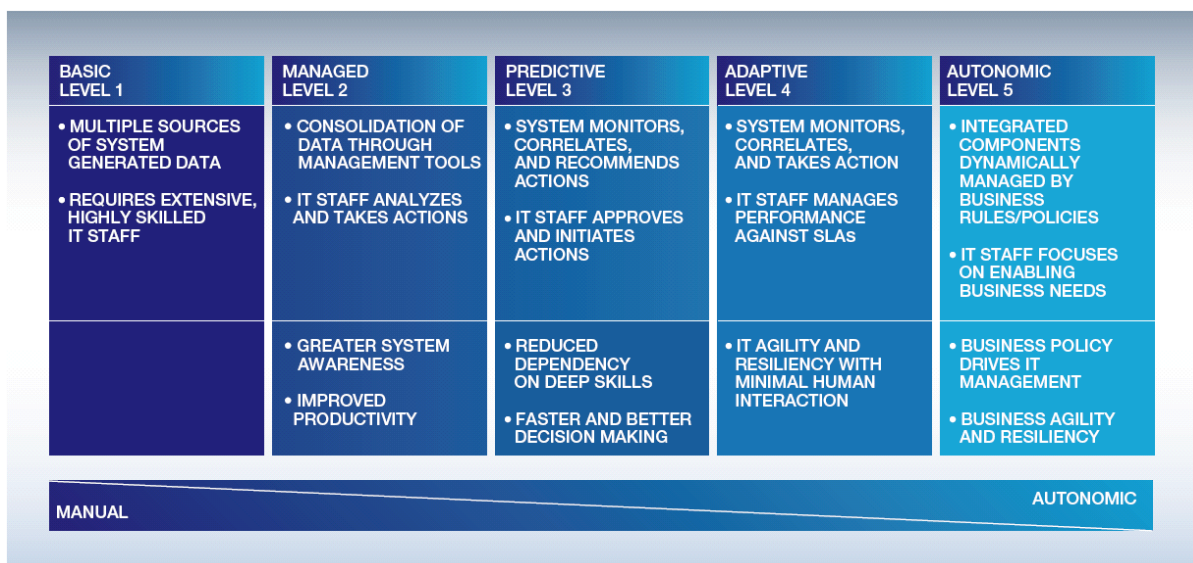 BASIC
LEVEL 1
• MULTIPLE SOURCES
OF SYSTEM
GENERATED DATA
• REQUIRES EXTENSIVE,
HIGHLY SKILLED
IT STAFF
MANAGED
LEVEL 2
• CONSOLIDATION OF
DATA THROUGH
MANAGEMENT TOOLS
• IT STAFF ANALYZES
AND TAKES ACTIONS
• GREATER SYSTEM
AWARENESS
• IMPROVED
PRODUCTIVITY
PREDICTIVE
LEVEL 3
• SYSTEM MONITORS,
CORRELATES,
AND RECOMMENDS
ACTIONS
• IT STAFF APPROVES
AND INITIATES
ACTIONS
• REDUCED
DEPENDENCY
ON DEEP SKILLS
• FASTER AND BETTER
DECISION MAKING
ADAPTIVE
LEVEL 4
• SYSTEM MONITORS,
CORRELATES,
AND TAKES ACTION
• IT STAFF MANAGES
PERFORMANCE
AGAINST SLAs
• IT AGILITY AND
RESILIENCY WITH
MINIMAL HUMAN
INTERACTION
AUTONOMIC
LEVEL 5
• INTEGRATED
COMPONENTS
DYNAMICALLY
MANAGED BY
BUSINESS
RULES/POLICIES
• IT STAFF FOCUSES
ON ENABLING
BUSINESS NEEDS
• BUSINESS POLICY
DRIVES IT
MANAGEMENT
• BUSINESS AGILITY
AND RESILIENCY
MANUAL
AUTONOMIC